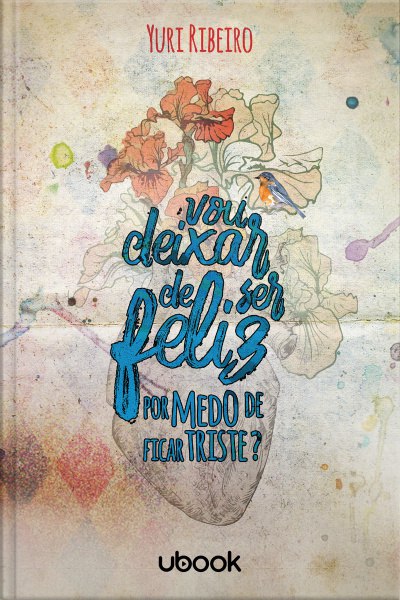 YURI RIBEIRO
vou
deixar
de ser
feliz
POR MEDO DE
FICAR TRISTE?
ubook